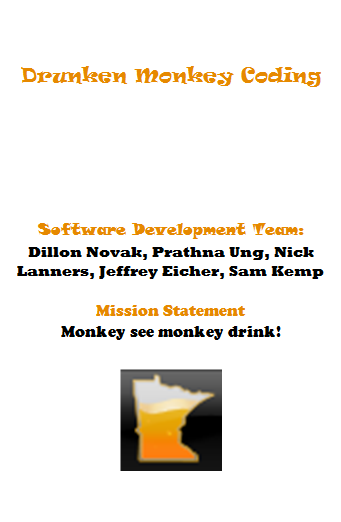 Drunken Monkey Coding
Software Development Team:
Dillon Novak, Prathna Ung, Nick
Lanners, Jeffrey Eicher, Sam Kemp
Mission Statement
Monkey see monkey drink!